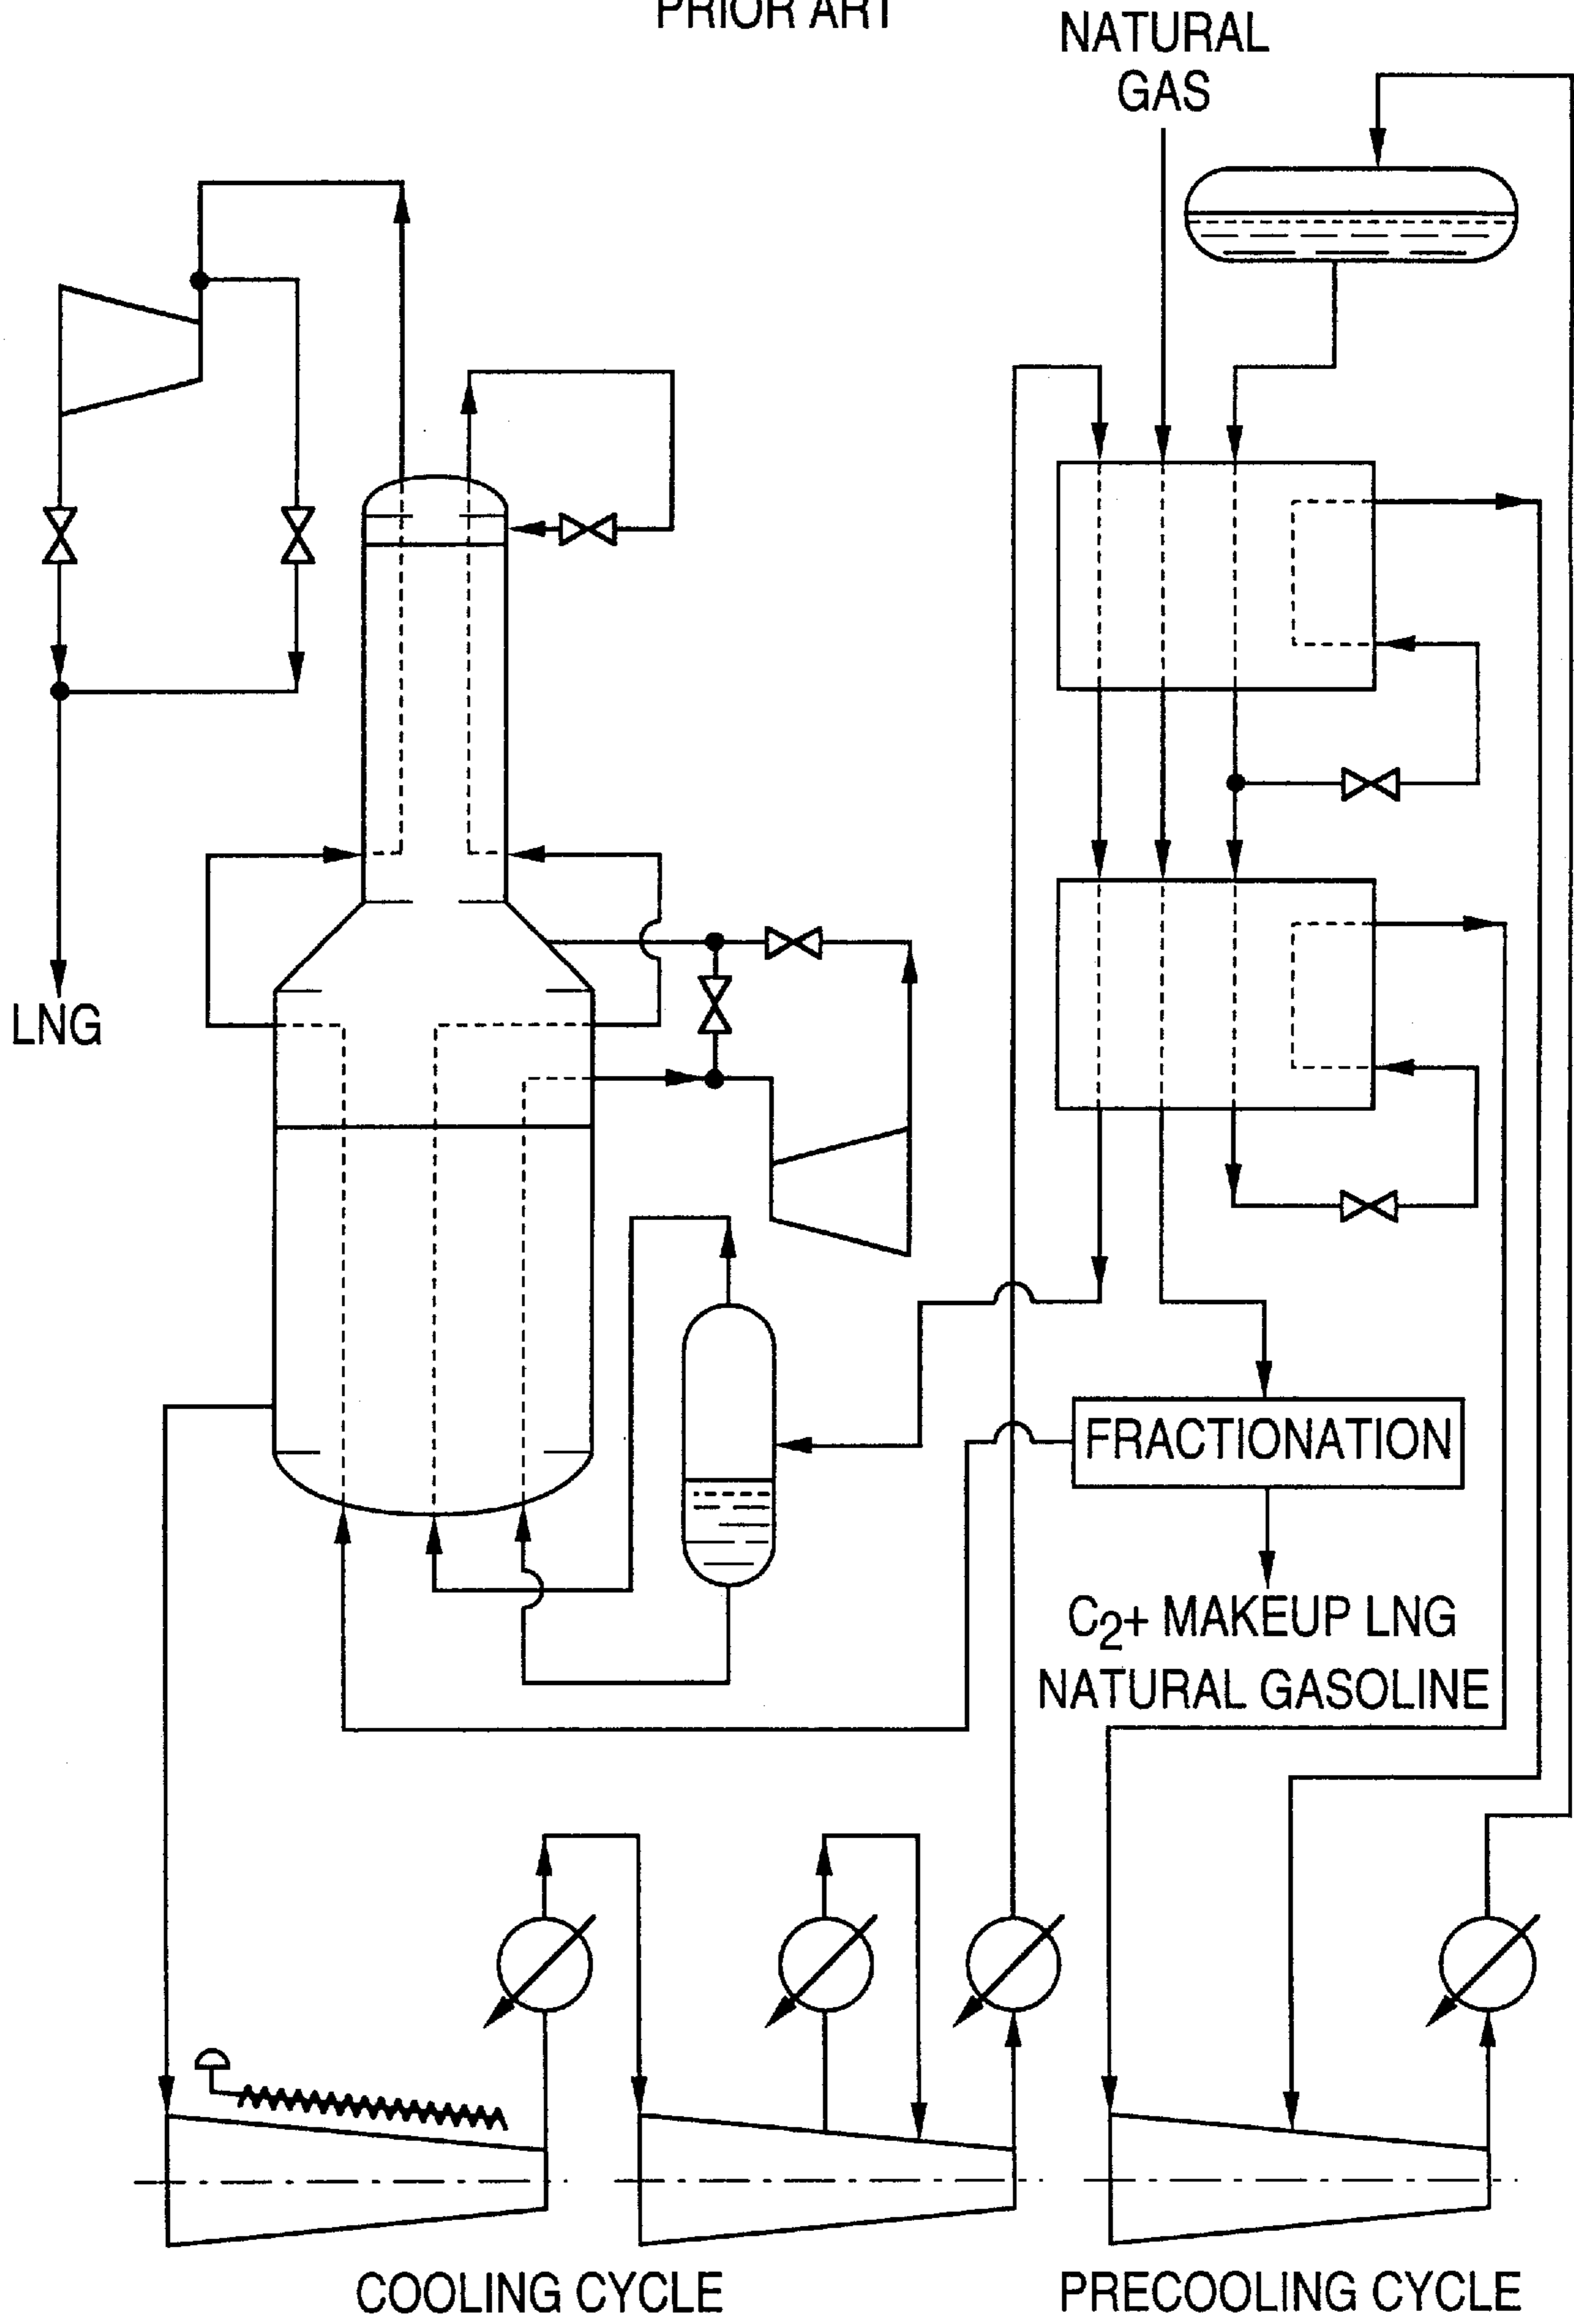 PRIOR ART
NATURAL
GAS
LNG
FRACTIONATION
C2+ MAKEUP LNG
NATURAL GASOLINE
COOLING CYCLE
PRECOOLING CYCLE